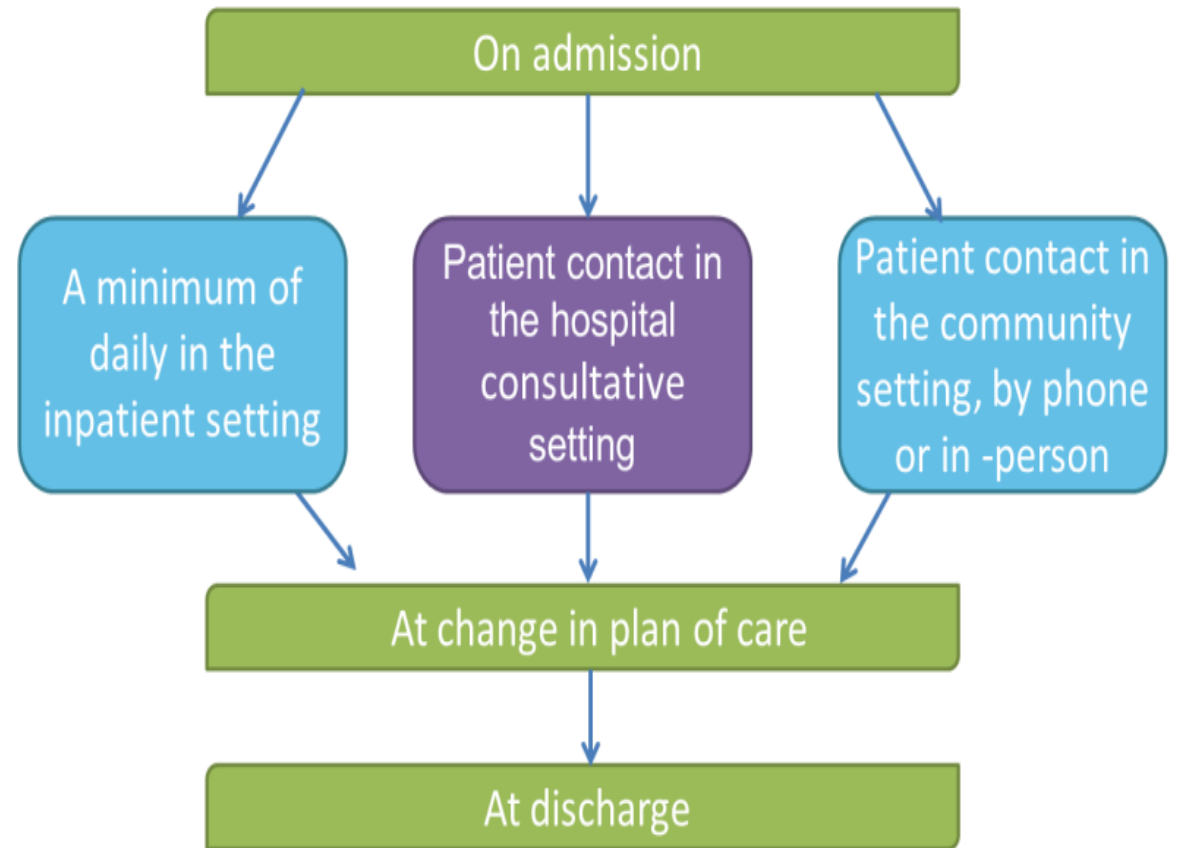 On admission
A minimum of
daily in the
inpatient setting
Patient contact in
the hospital
consultative
setting
Patient contact in
the community
setting, by phone
or in -person
At change in plan of care
At discharge